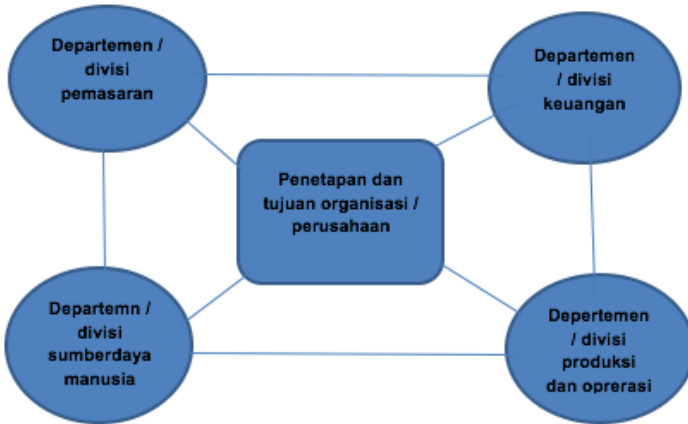 Departemen /
divisi
pemasaran
Departemen
/ divisi
keuangan
Penetapan dan
tujuan organisasi /
perusahaan
Departemn /
divisi
sumberdaya
manusia
Depertemen
/ divisi
produksi
dan oprerasi